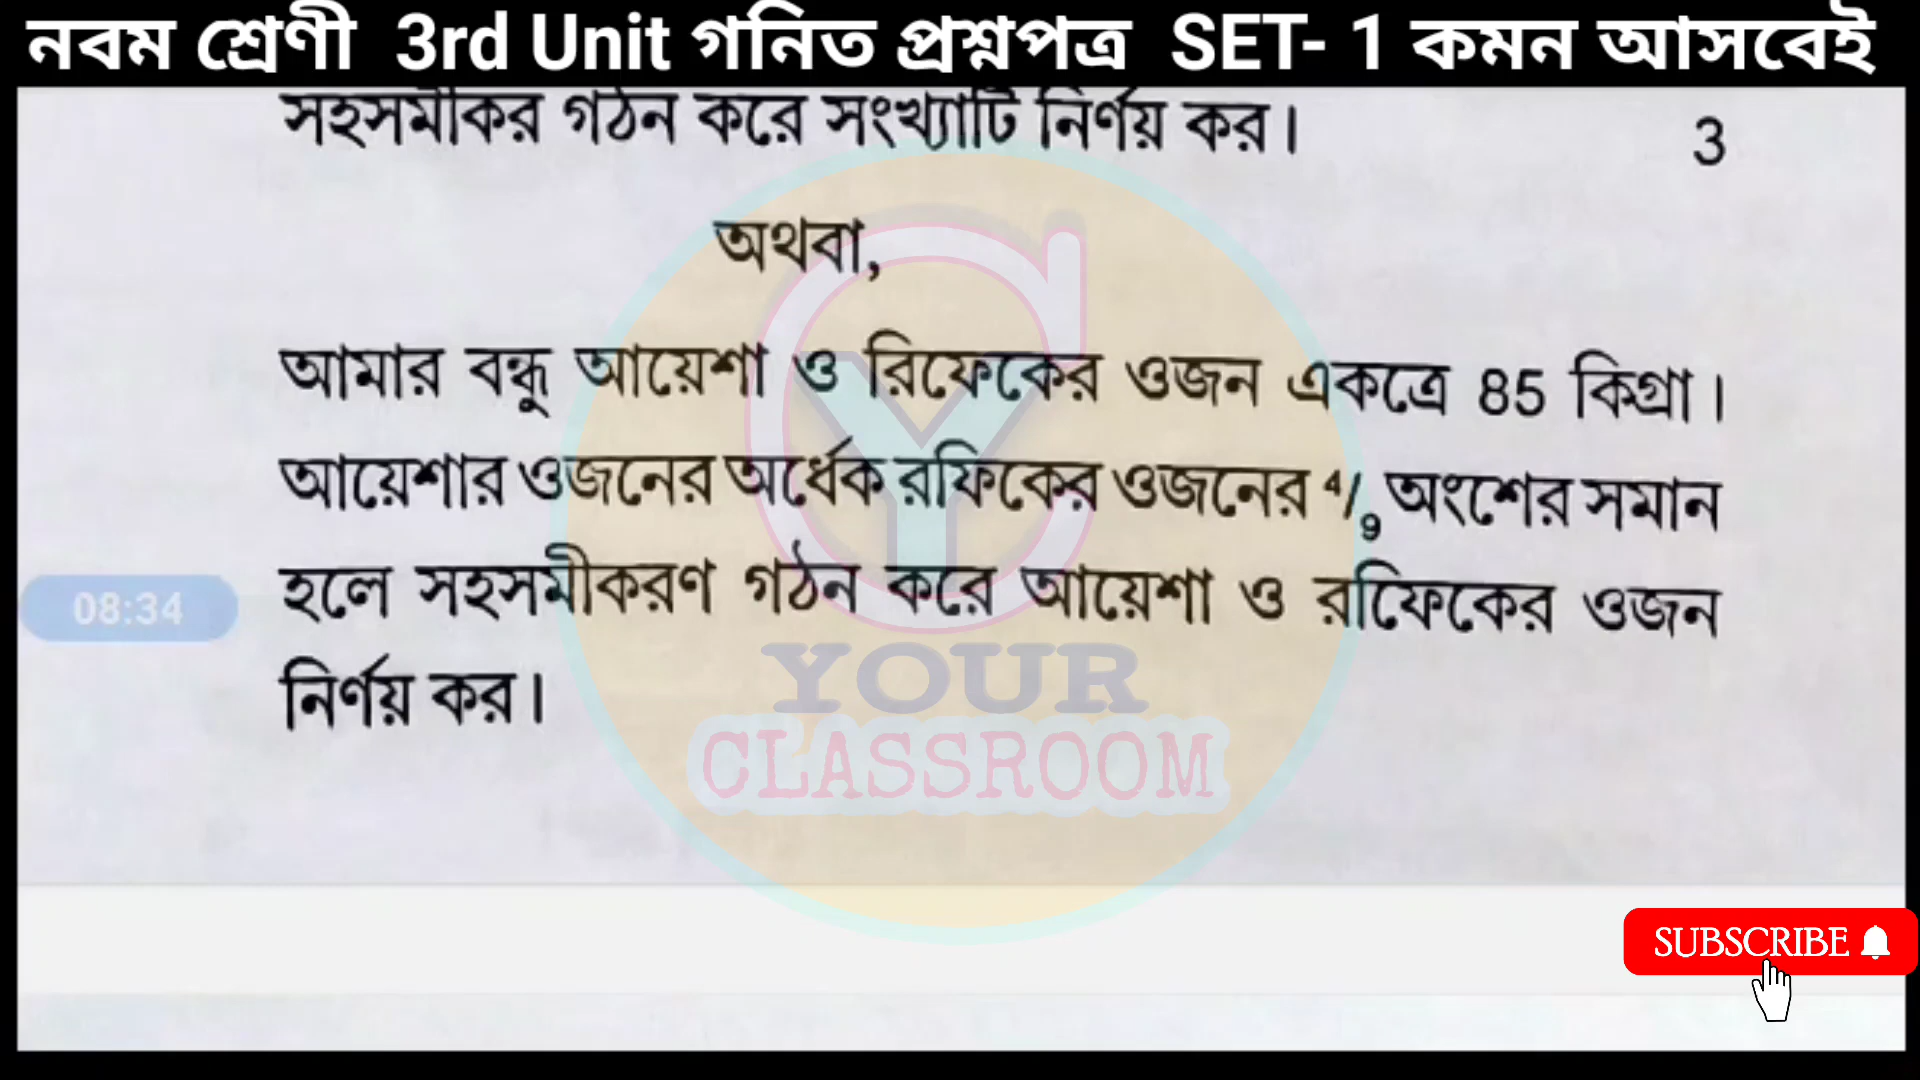 নবম শ্রেণী 3rd Unit গনিত প্রশ্নপত্র SET- 1 কমন আসবেই
সহসমীকর গঠন করে সংখ্যাটি নির্ণয় কর। 3
অথবা,
আমার বন্ধু আয়েশা ও রিফেকের ওজন একত্রে 85 কিগ্রা।
আয়েশার ওজনের অর্ধেক রফিকের ওজনের 4/9 অংশের সমান
হলে সহসমীকরণ গঠন করে আয়েশা ও রফিেকের ওজন
নির্ণয় কর।
08:34
YOUR
CLASSROOM
SUBSCRIBE